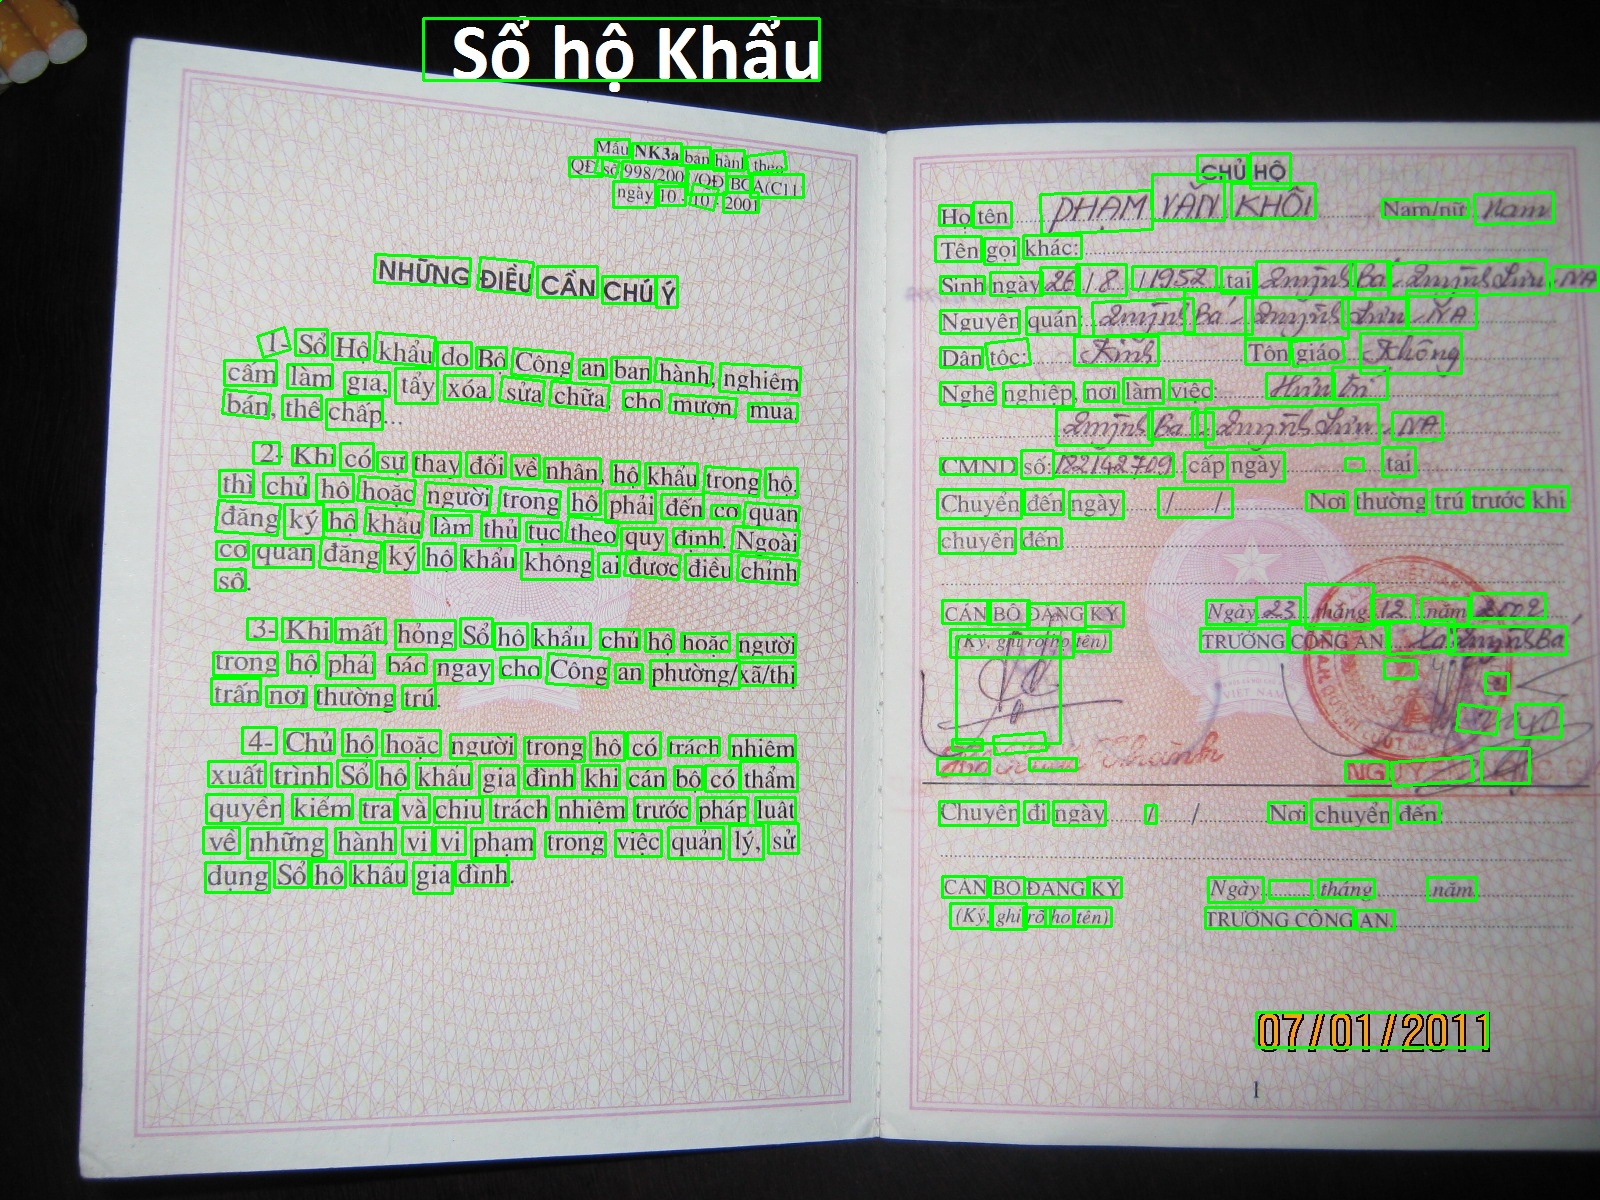 Sổ hộ Khẩu
Mẫu NK3a ban hành theo
QĐ số 998/2001/QĐ BCA(C11)
ngày 10 - 10 - 2001
NHỮNG ĐIỀU CẦN CHÚ Ý
1- Sổ Hộ khẩu do Bộ Công an ban hành, nghiêm
cấm làm giả, tẩy xóa, sửa chữa, cho mượn, mua,
bán, thế chấp...
2- Khi có sự thay đổi về nhân, hộ khẩu trong hộ,
thì chủ hộ hoặc người trong hộ phải đến cơ quan
đăng ký hộ khẩu làm thủ tục theo quy định. Ngoài
cơ quan đăng ký hộ khẩu không ai được điều chỉnh
sổ.
3- Khi mất, hỏng Sổ hộ khẩu, chủ hộ hoặc người
trong hộ phải báo ngay cho Công an phường/xã/thị
trấn nơi thường trú.
4- Chủ hộ hoặc người trong hộ có trách nhiệm
xuất trình Sổ hộ khẩu gia đình khi cán bộ có thẩm
quyền kiểm tra và chịu trách nhiệm trước pháp luật
về những hành vi vi phạm trong việc quản lý, sử
dụng Sổ hộ khẩu gia đình.
CHỦ HỘ
Họ tên PHẠM VĂN KHÔI Nam/nữ Nam
Tên gọi khác:
Sinh ngày 26/8/1952 tại Quỳnh Bá - Quỳnh Lưu, NA
Nguyên quán Quỳnh Bá - Quỳnh Lưu - NA
Dân tộc: Kinh Tôn giáo Không
Nghề nghiệp, nơi làm việc: Hưu trí
Quỳnh Bá - Quỳnh Lưu - NA
CMND số: 182142709 cấp ngày - tại
Chuyển đến ngày / / Nơi thường trú trước khi
chuyển đến
CÁN BỘ ĐĂNG KÝ Ngày 23 tháng 12 năm 2002
(Ký, ghi rõ họ tên) TRƯỞNG CÔNG AN Xã Quỳnh Bá
VIỆT NAM
Chuyển đi ngày / / Nơi chuyển đến
CÁN BỘ ĐĂNG KÝ Ngày tháng năm
(Ký, ghi rõ họ tên) TRƯỞNG CÔNG AN
07/01/2011
1